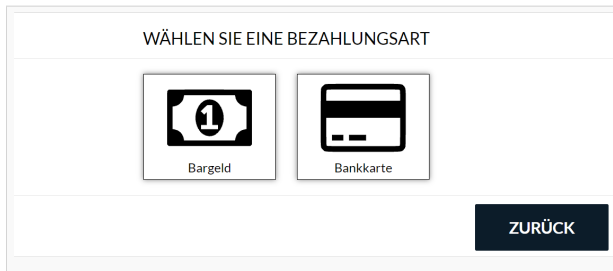 WÄHLEN SIE EINE BEZAHLUNGSART
1
Bargeld
Bankkarte
ZURÜCK